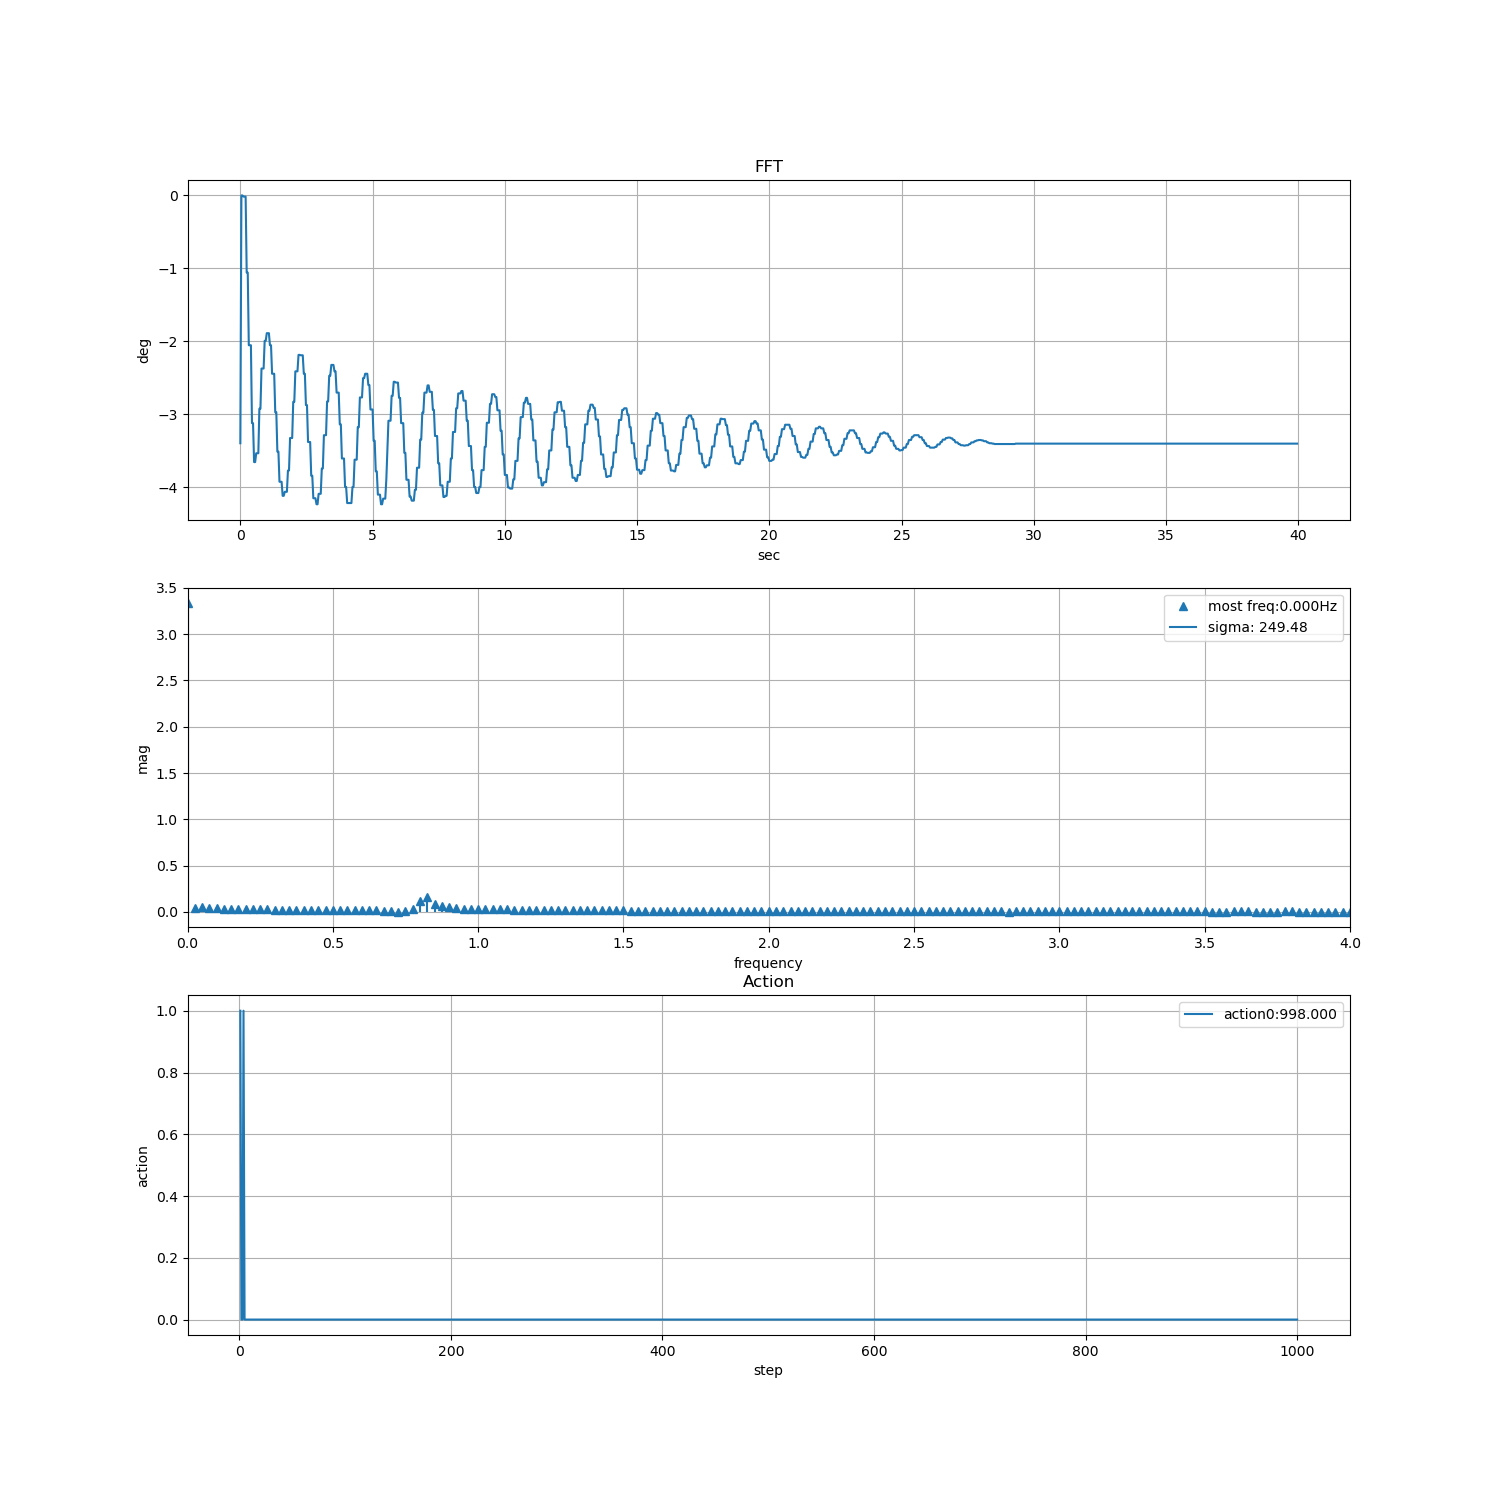 FFT
0
−1
−2
−3
−4
deg
0 5 10 15 20 25 30 35 40
sec
3.5
3.0
2.5
2.0
1.5
1.0
0.5
0.0
mag
most freq:0.000Hz
sigma: 249.48
0.0 0.5 1.0 1.5 2.0 2.5 3.0 3.5 4.0
frequency
Action
1.0
0.8
0.6
0.4
0.2
0.0
action
action0:998.000
0 200 400 600 800 1000
step